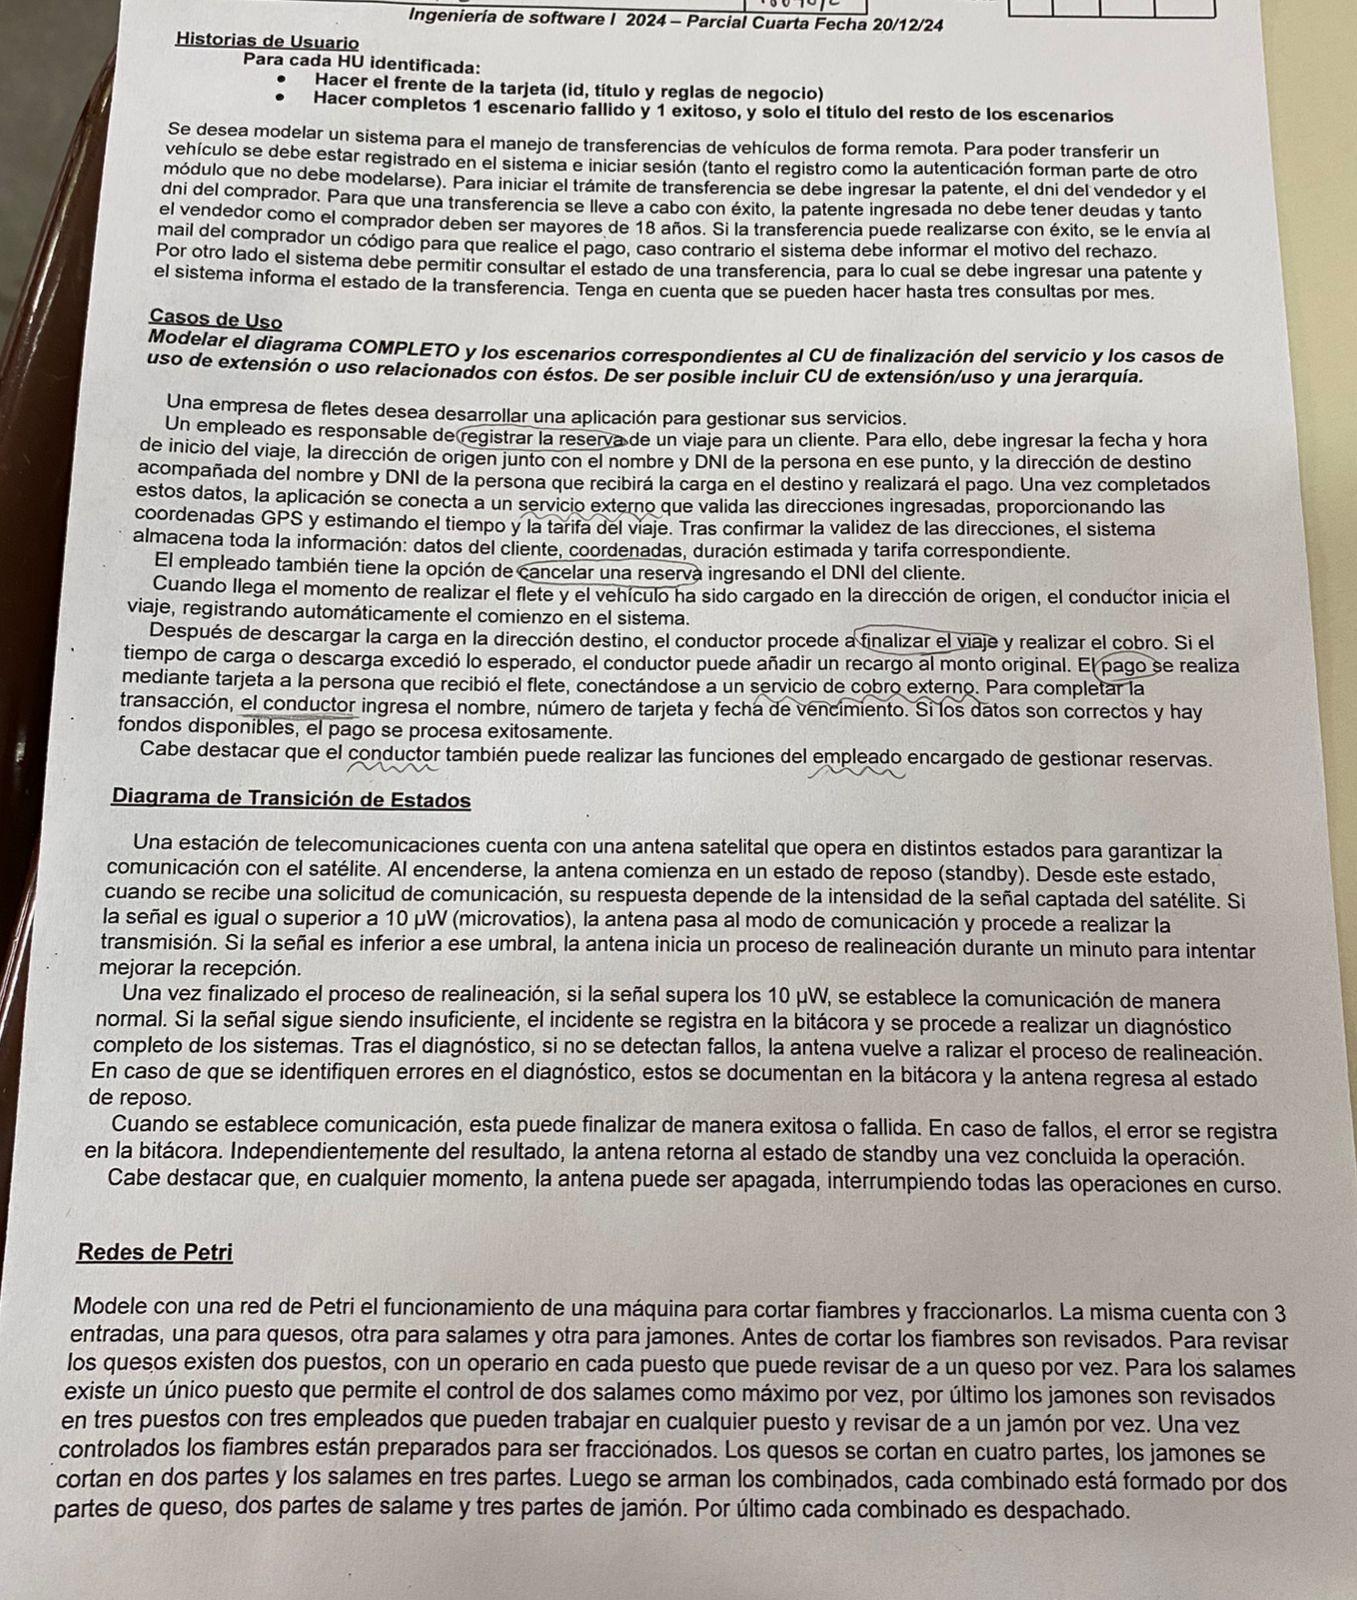 Ingeniería de software I 2024 – Parcial Cuarta Fecha 20/12/24
Historias de Usuario
Para cada HU identificada:
• Hacer el frente de la tarjeta (id, título y reglas de negocio)
• Hacer completos 1 escenario fallido y 1 exitoso, y solo el título del resto de los escenarios
Se desea modelar un sistema para el manejo de transferencias de vehículos de forma remota. Para poder transferir un
vehículo se debe estar registrado en el sistema e iniciar sesión (tanto el registro como la autenticación forman parte de otro
módulo que no debe modelarse). Para iniciar el trámite de transferencia se debe ingresar la patente, el dni del vendedor y el
dni del comprador. Para que una transferencia se lleve a cabo con éxito, la patente ingresada no debe tener deudas y tanto
el vendedor como el comprador deben ser mayores de 18 años. Si la transferencia puede realizarse con éxito, se le envía al
mail del comprador un código para que realice el pago, caso contrario el sistema debe informar el motivo del rechazo.
Por otro lado el sistema debe permitir consultar el estado de una transferencia, para lo cual se debe ingresar una patente y
el sistema informa el estado de la transferencia. Tenga en cuenta que se pueden hacer hasta tres consultas por mes.
Casos de Uso
Modelar el diagrama COMPLETO y los escenarios correspondientes al CU de finalización del servicio y los casos de
uso de extensión o uso relacionados con éstos. De ser posible incluir CU de extensión/uso y una jerarquía.
Una empresa de fletes desea desarrollar una aplicación para gestionar sus servicios.
Un empleado es responsable de registrar la reserva de un viaje para un cliente. Para ello, debe ingresar la fecha y hora
de inicio del viaje, la dirección de origen junto con el nombre y DNI de la persona en ese punto, y la dirección de destino
acompañada del nombre y DNI de la persona que recibirá la carga en el destino y realizará el pago. Una vez completados
estos datos, la aplicación se conecta a un servicio externo que valida las direcciones ingresadas, proporcionando las
coordenadas GPS y estimando el tiempo y la tarifa del viaje. Tras confirmar la validez de las direcciones, el sistema
almacena toda la información: datos del cliente, coordenadas, duración estimada y tarifa correspondiente.
El empleado también tiene la opción de cancelar una reserva ingresando el DNI del cliente.
Cuando llega el momento de realizar el flete y el vehículo ha sido cargado en la dirección de origen, el conductor inicia el
viaje, registrando automáticamente el comienzo en el sistema.
Después de descargar la carga en la dirección destino, el conductor procede a finalizar el viaje y realizar el cobro. Si el
tiempo de carga o descarga excedió lo esperado, el conductor puede añadir un recargo al monto original. El pago se realiza
mediante tarjeta a la persona que recibió el flete, conectándose a un servicio de cobro externo. Para completar la
transacción, el conductor ingresa el nombre, número de tarjeta y fecha de vencimiento. Si los datos son correctos y hay
fondos disponibles, el pago se procesa exitosamente.
Cabe destacar que el conductor también puede realizar las funciones del empleado encargado de gestionar reservas.
Diagrama de Transición de Estados
Una estación de telecomunicaciones cuenta con una antena satelital que opera en distintos estados para garantizar la
comunicación con el satélite. Al encenderse, la antena comienza en un estado de reposo (standby). Desde este estado,
cuando se recibe una solicitud de comunicación, su respuesta depende de la intensidad de la señal captada del satélite. Si
la señal es igual o superior a 10 µW (microvatios), la antena pasa al modo de comunicación y procede a realizar la
transmisión. Si la señal es inferior a ese umbral, la antena inicia un proceso de realineación durante un minuto para intentar
mejorar la recepción.
Una vez finalizado el proceso de realineación, si la señal supera los 10 µW, se establece la comunicación de manera
normal. Si la señal sigue siendo insuficiente, el incidente se registra en la bitácora y se procede a realizar un diagnóstico
completo de los sistemas. Tras el diagnóstico, si no se detectan fallos, la antena vuelve a ralizar el proceso de realineación.
En caso de que se identifiquen errores en el diagnóstico, estos se documentan en la bitácora y la antena regresa al estado
de reposo.
Cuando se establece comunicación, esta puede finalizar de manera exitosa o fallida. En caso de fallos, el error se registra
en la bitácora. Independientemente del resultado, la antena retorna al estado de standby una vez concluida la operación.
Cabe destacar que, en cualquier momento, la antena puede ser apagada, interrumpiendo todas las operaciones en curso.
Redes de Petri
Modele con una red de Petri el funcionamiento de una máquina para cortar fiambres y fraccionarlos. La misma cuenta con 3
entradas, una para quesos, otra para salames y otra para jamones. Antes de cortar los fiambres son revisados. Para revisar
los quesos existen dos puestos, con un operario en cada puesto que puede revisar de a un queso por vez. Para los salames
existe un único puesto que permite el control de dos salames como máximo por vez, por último los jamones son revisados
en tres puestos con tres empleados que pueden trabajar en cualquier puesto y revisar de a un jamón por vez. Una vez
controlados los fiambres están preparados para ser fraccionados. Los quesos se cortan en cuatro partes, los jamones se
cortan en dos partes y los salames en tres partes. Luego se arman los combinados, cada combinado está formado por dos
partes de queso, dos partes de salame y tres partes de jamón. Por último cada combinado es despachado.